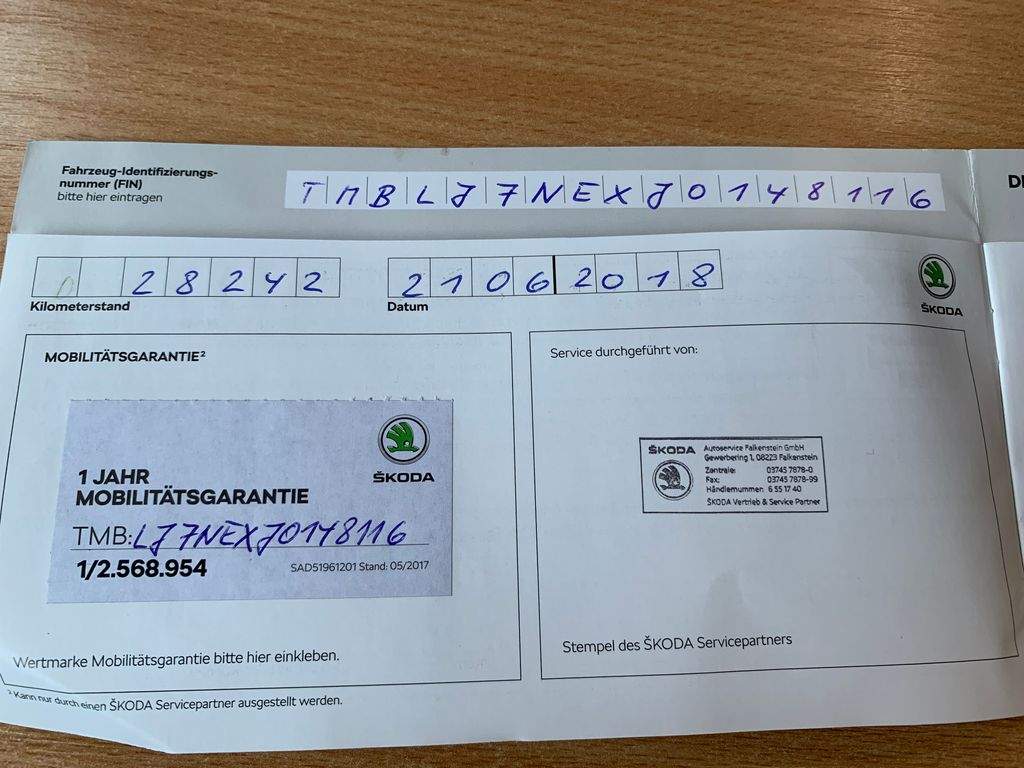 Fahrzeug-Identifizierungs-
nummer (FIN)
bitte hier eintragen
TMBLJ7NEXJ0148116
28242
Kilometerstand
21062018
Datum
ŠKODA
MOBILITÄTSGARANTIE²
1 JAHR
MOBILITÄTSGARANTIE
ŠKODA
TMB:LJ7NEXJ0148116
1/2.568.954
SAD51961201 Stand: 05/2017
Wertmarke Mobilitätsgarantie bitte hier einkleben.
² Kann nur durch einen ŠKODA Servicepartner ausgestellt werden.
Service durchgeführt von:
ŠKODA
Autoservice Falkenstein GmbH
Gewerbering 1, 08223 Falkenstein
Zentrale: 03745 7878-0
Fax: 03745 7878-99
Händlernummer: 6 55 17 40
ŠKODA Vertrieb & Service Partner
Stempel des ŠKODA Servicepartners